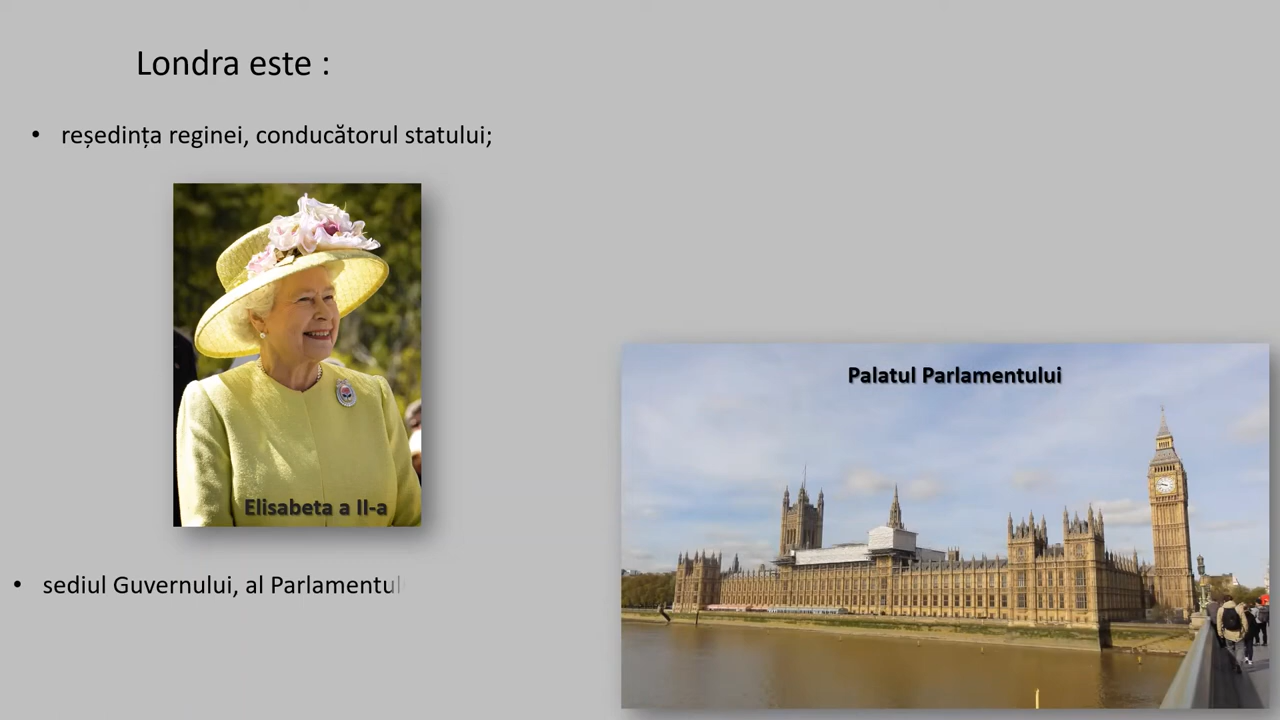 Londra este :
• reședința reginei, conducătorul statului;
Elisabeta a II-a
Palatul Parlamentului
• sediul Guvernului, al Parlamentul